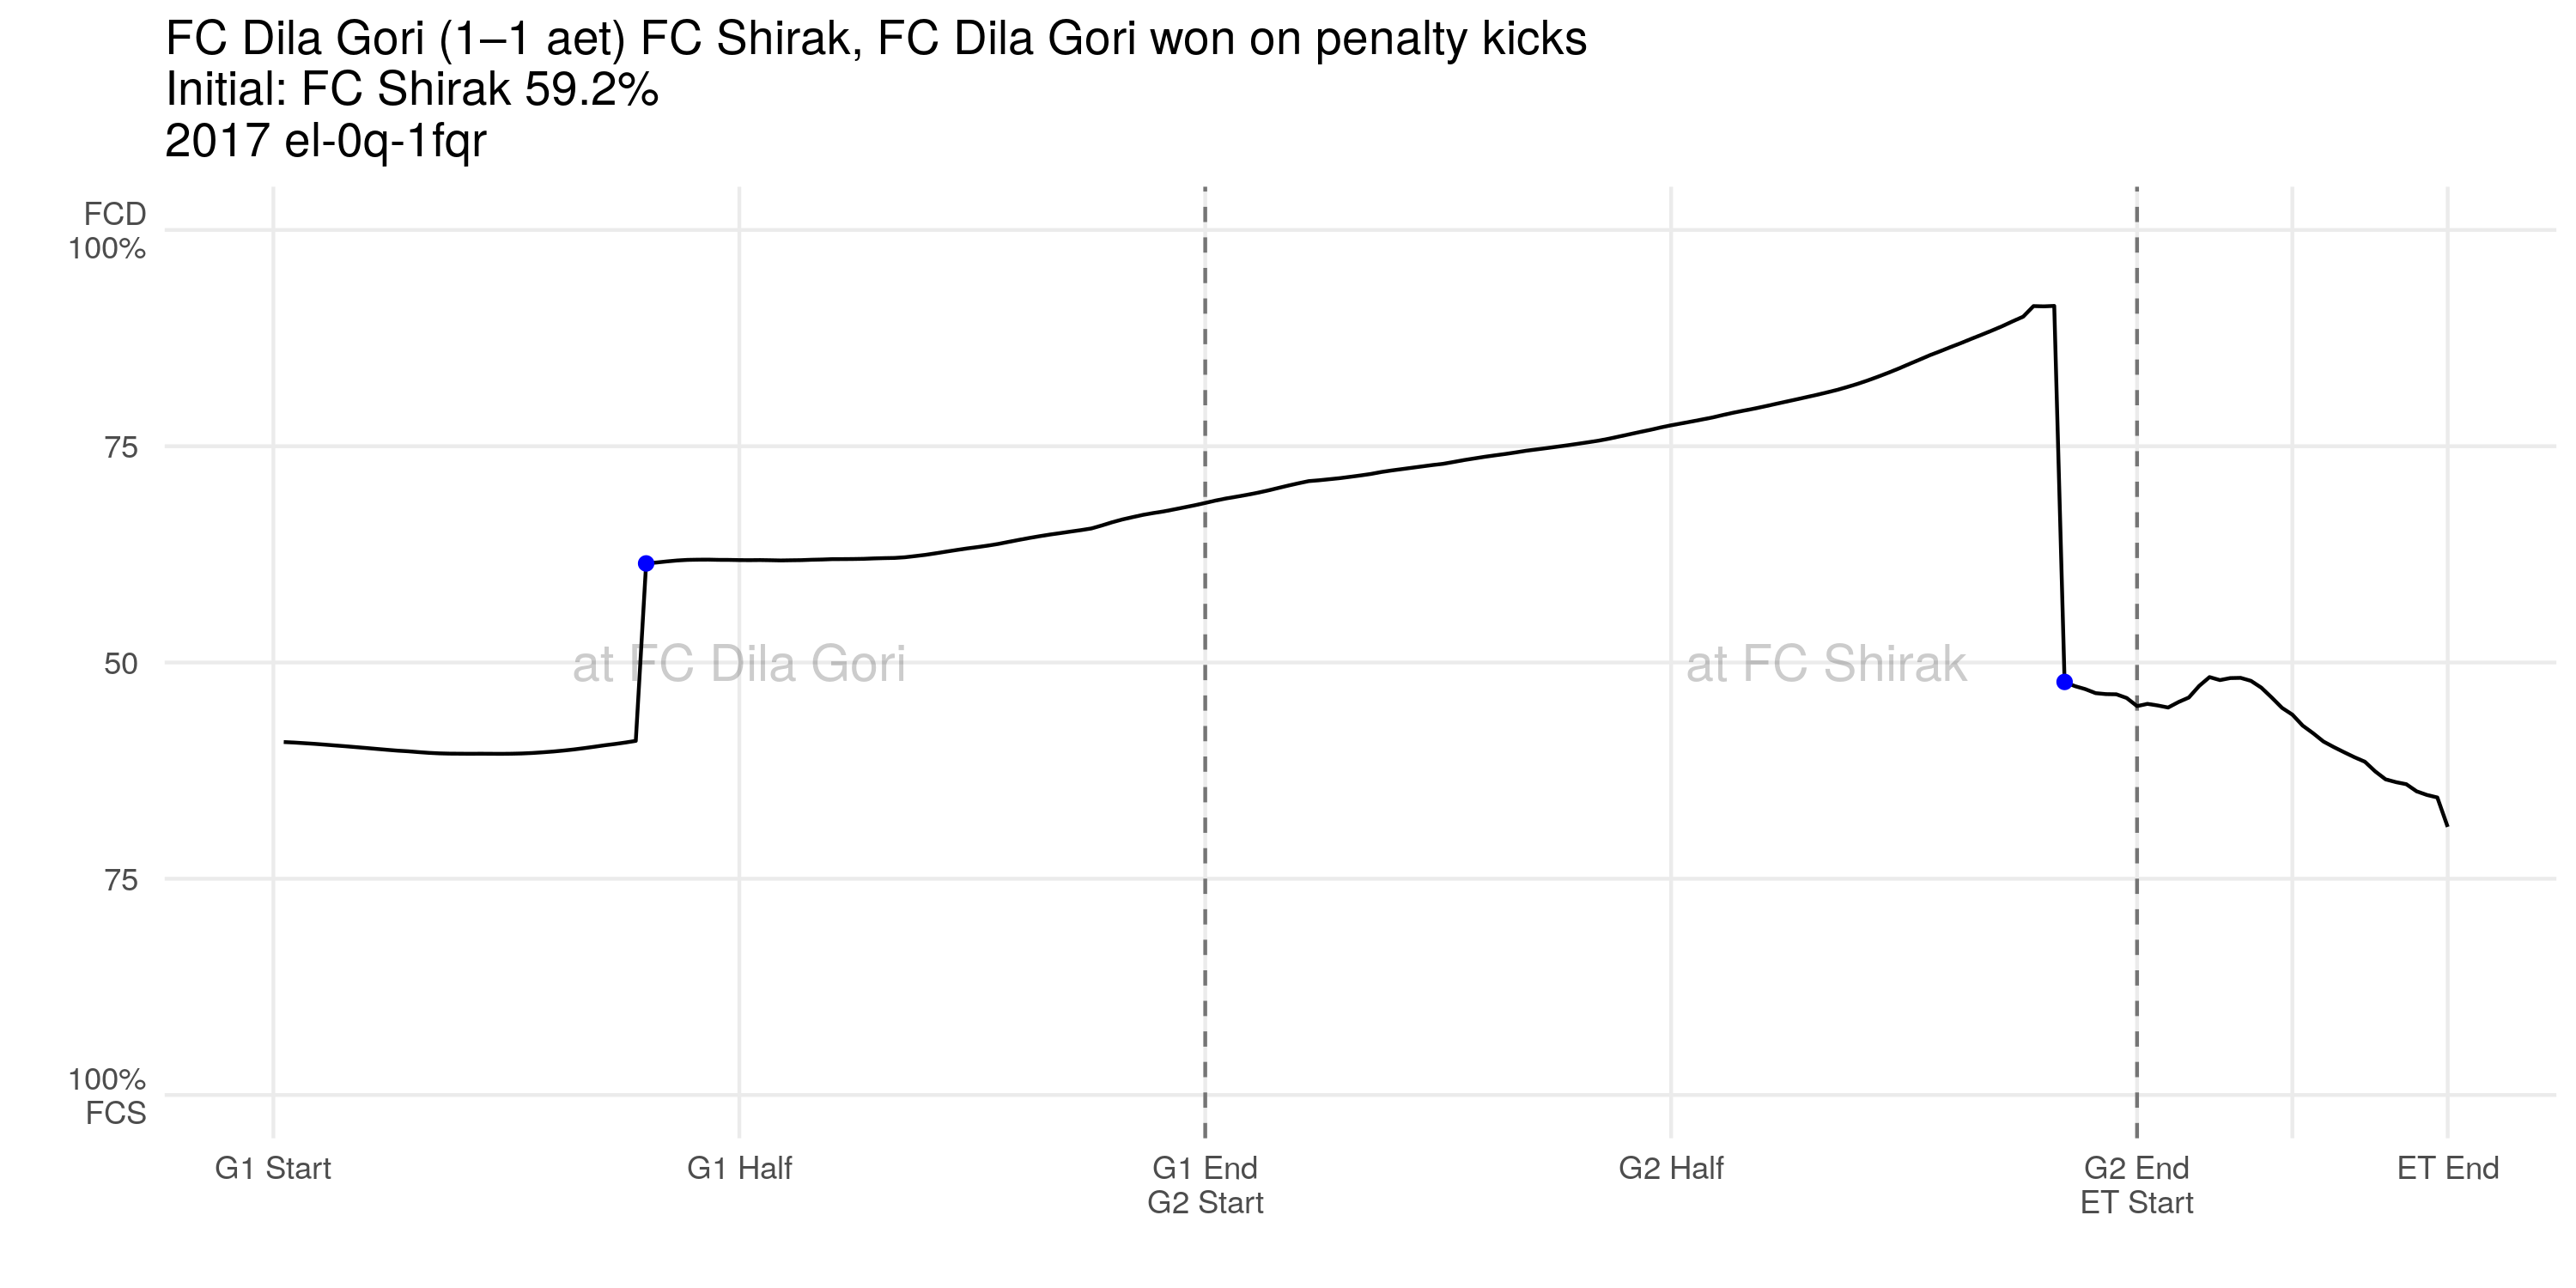 FC Dila Gori (1–1 aet) FC Shirak, FC Dila Gori won on penalty kicks
Initial: FC Shirak 59.2%
2017 el-0q-1fqr
FCD
100%
75
50
75
100%
FCS
at FC Dila Gori
at FC Shirak
G1 Start
G1 Half
G1 End
G2 Start
G2 Half
G2 End
ET Start
ET End